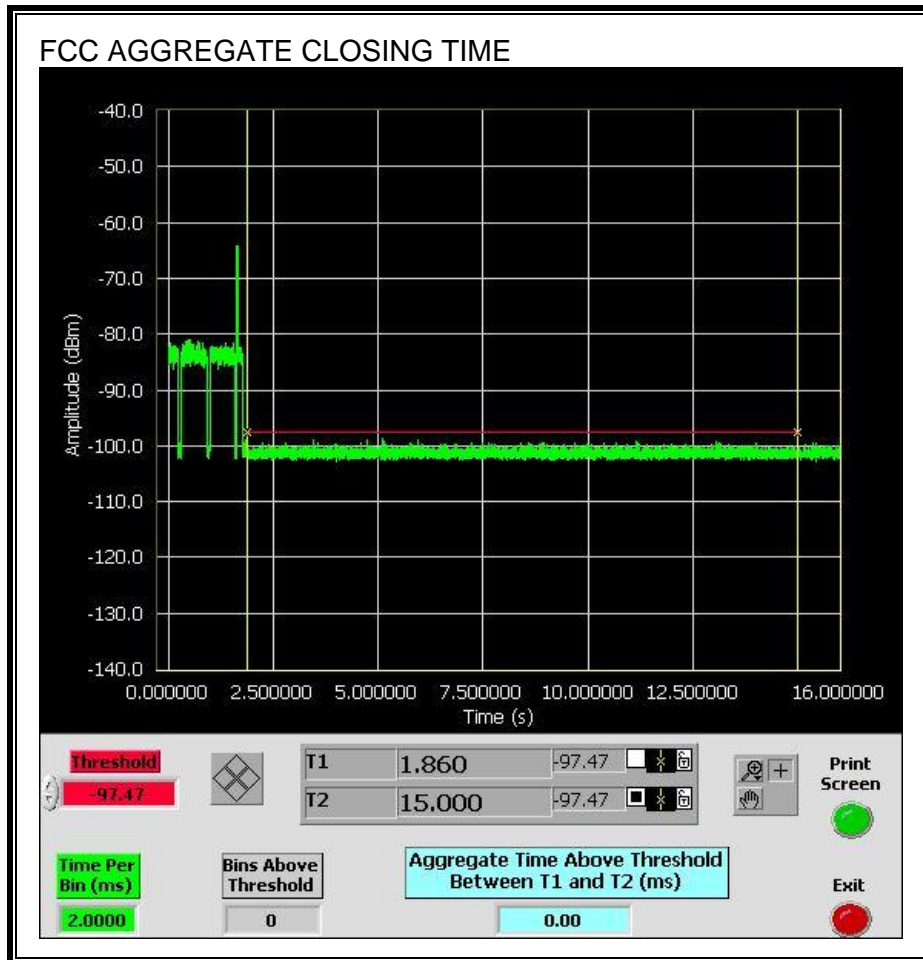 FCC AGGREGATE CLOSING TIME
-40.0
-50.0
-60.0
-70.0
-80.0
-90.0
-100.0
-110.0
-120.0
-130.0
-140.0
Amplitude (dBm)
0.000000 2.500000 5.000000 7.500000 10.000000 12.500000 16.000000
Time (s)
Threshold
-97.47
T1 1.860 -97.47
T2 15.000 -97.47
Print
Screen
Time Per
Bin (ms)
2.0000
Bins Above
Threshold
0
Aggregate Time Above Threshold
Between T1 and T2 (ms)
0.00
Exit